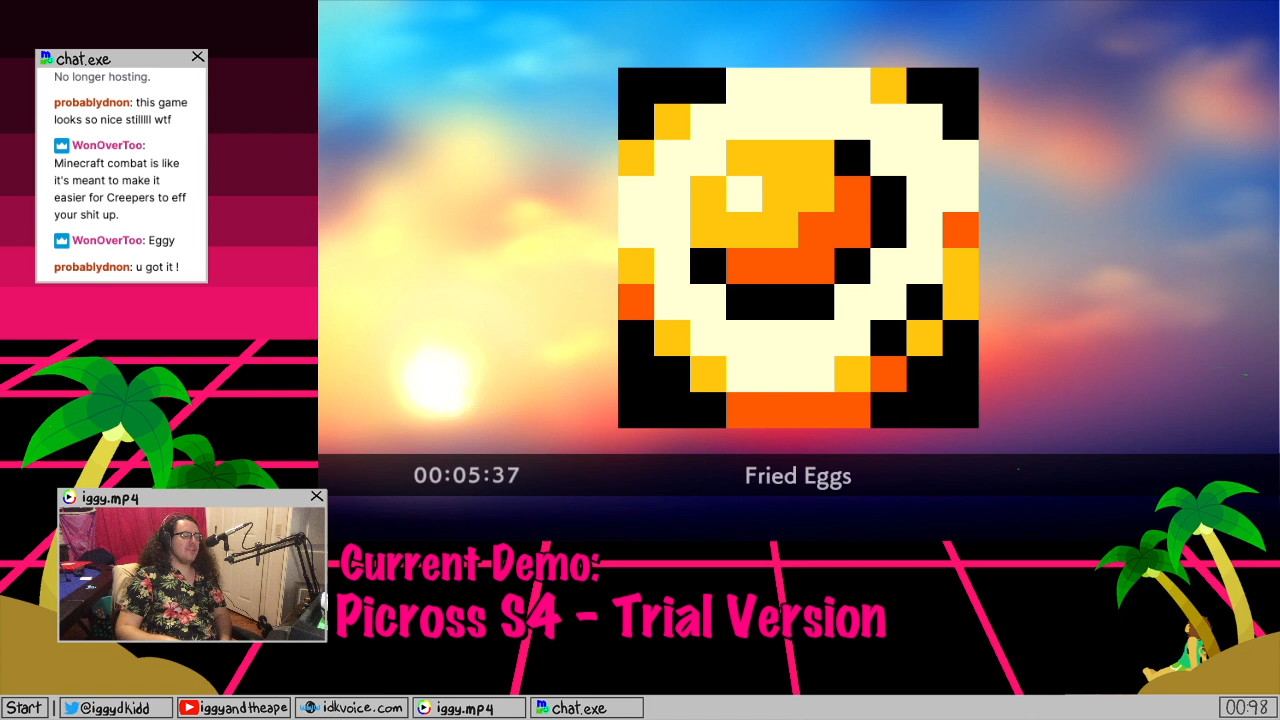 chat.exe
No longer hosting.
probablydnon: this game
looks so nice stilllll wtf
WonOverToo:
Minecraft combat is like
it's meant to make it
easier for Creepers to eff
your shit up.
WonOverToo: Eggy
probablydnon: u got it !
00:05:37
Fried Eggs
iggy.mp4
Current Demo:
Picross S4 - Trial Version
Start | @iggydkidd iggyandtheape www idkvoice.com iggy.mp4 chat.exe 00:98